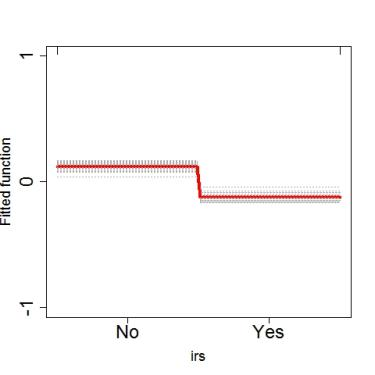 Fitted function
1
0
-1
No Yes
irs